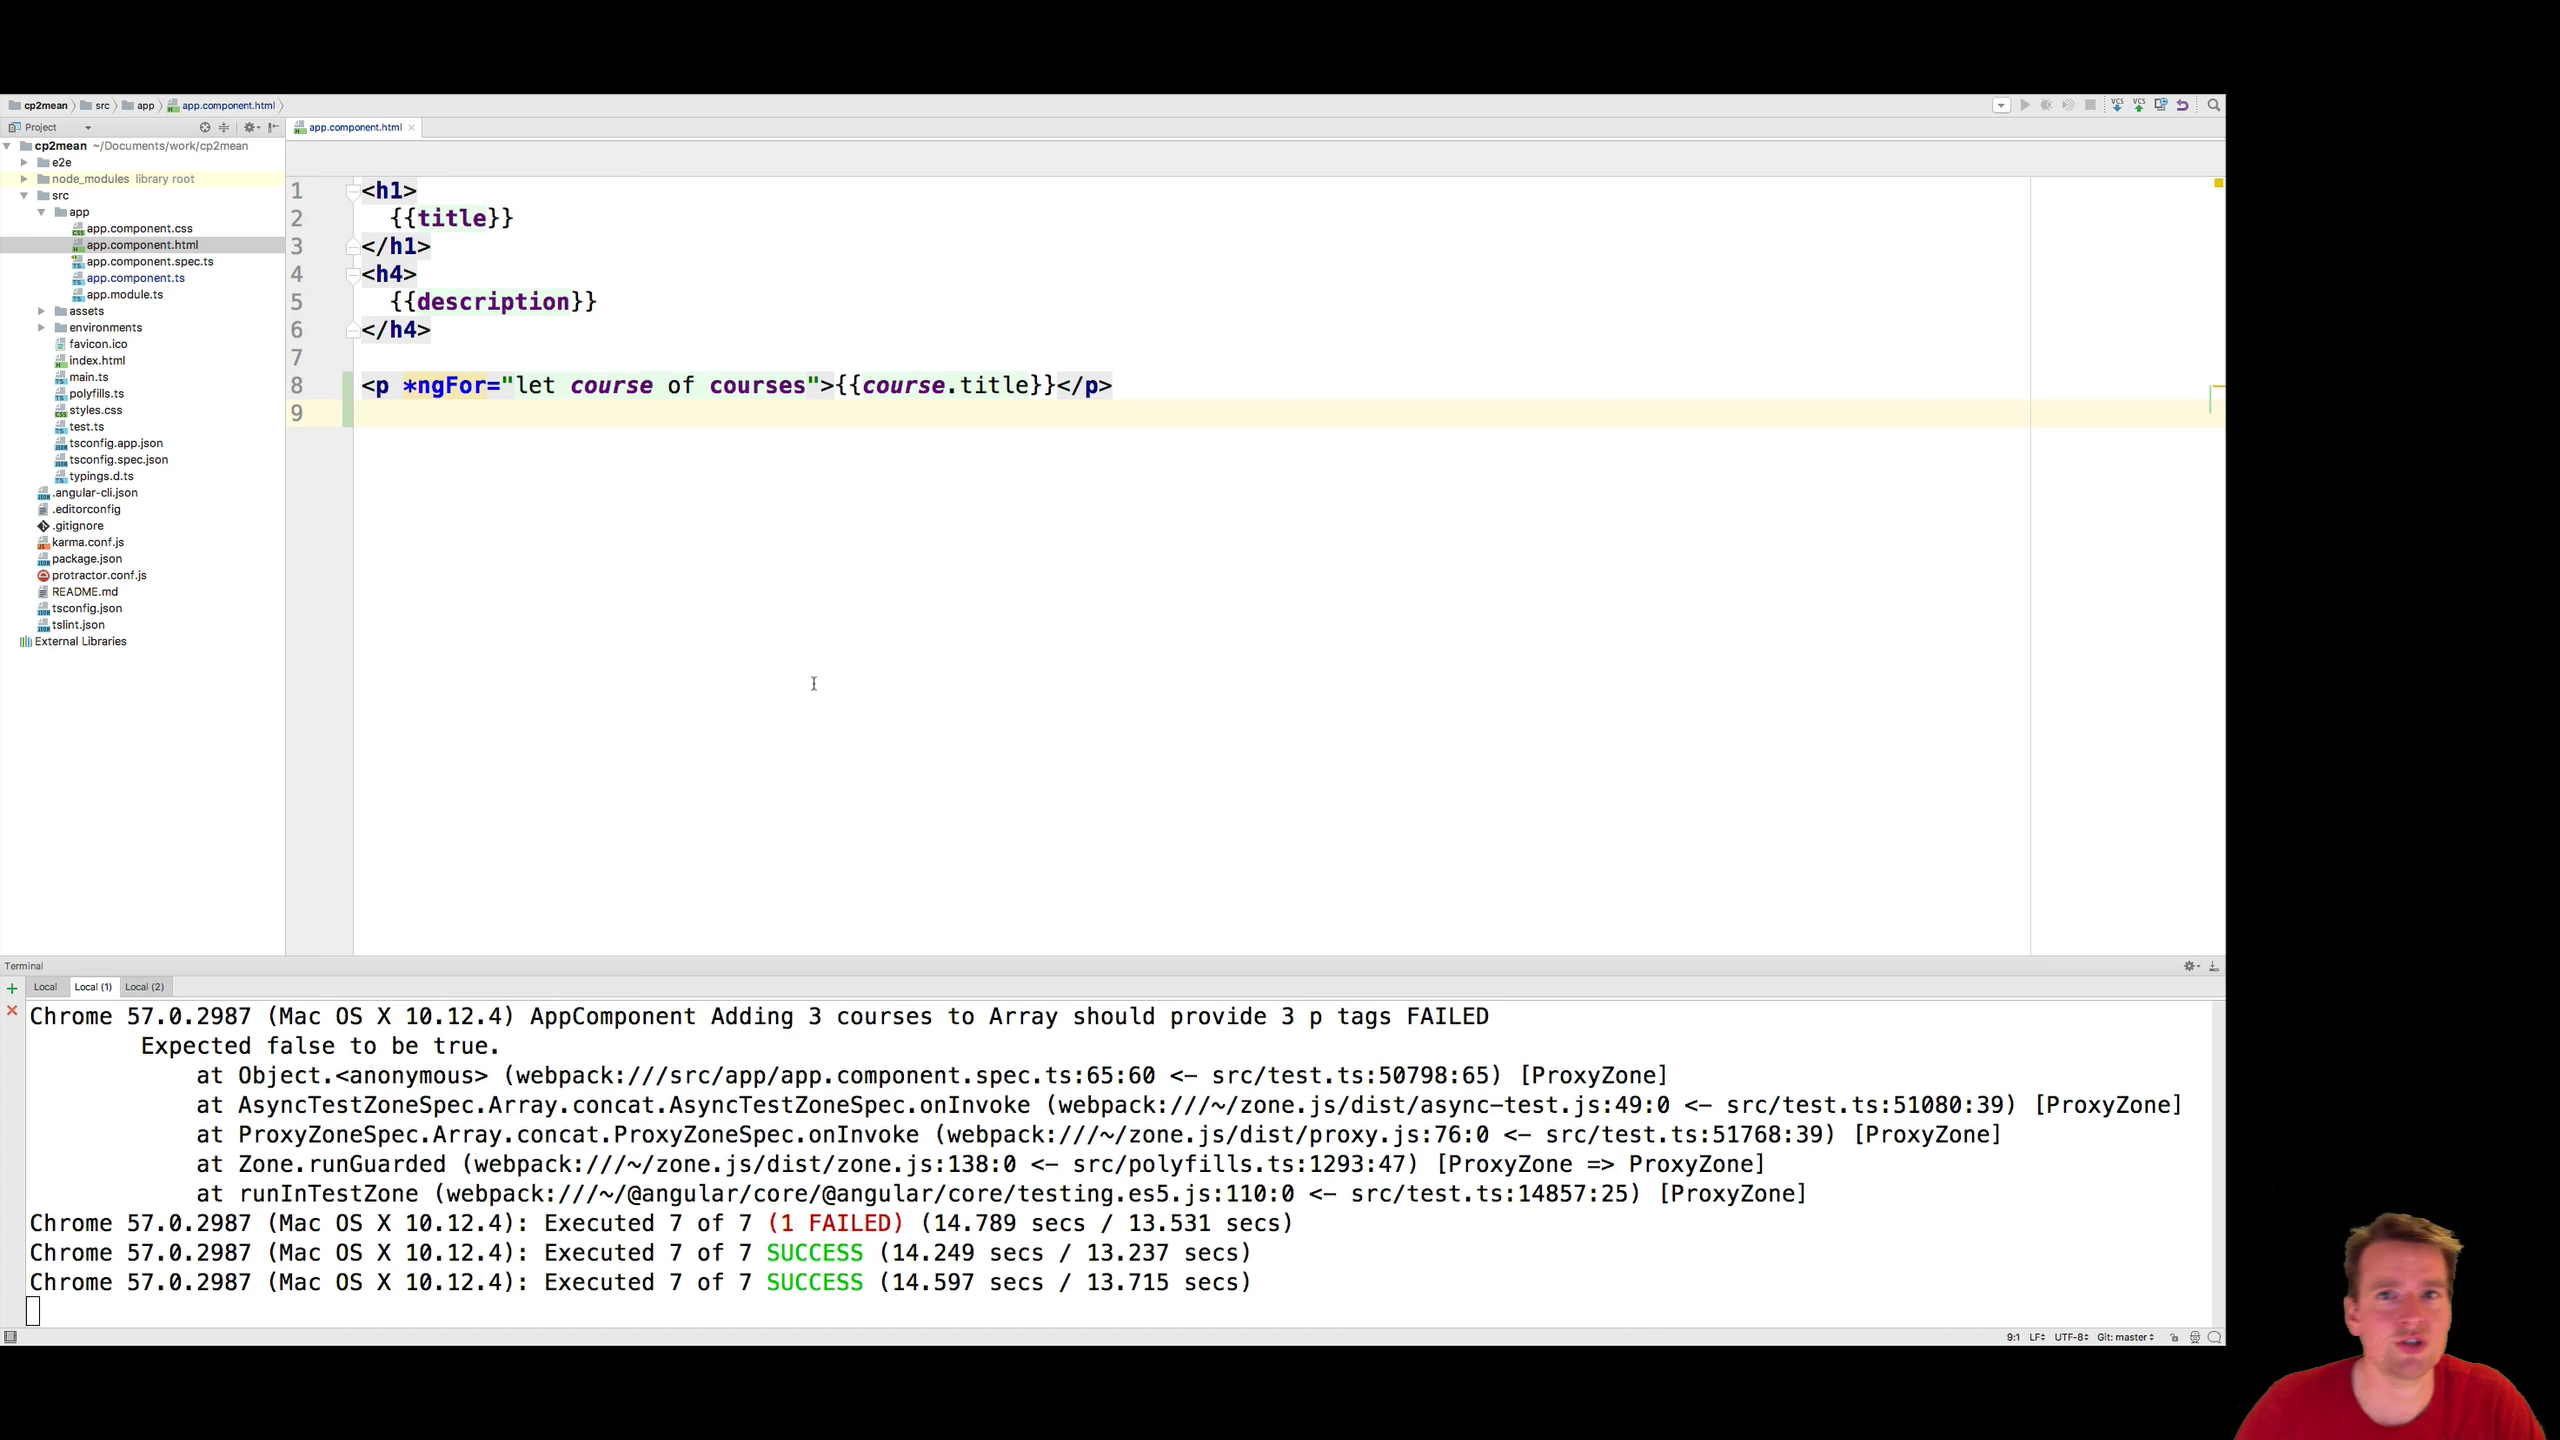 cp2mean src app app.component.html
Project
app.component.html
cp2mean ~/Documents/work/cp2mean
e2e
node_modules library root
src
app
app.component.css
app.component.html
app.component.spec.ts
app.component.ts
app.module.ts
assets
environments
favicon.ico
index.html
main.ts
polyfills.ts
styles.css
test.ts
tsconfig.app.json
tsconfig.spec.json
typings.d.ts
.angular-cli.json
.editorconfig
.gitignore
karma.conf.js
package.json
protractor.conf.js
README.md
tsconfig.json
tslint.json
External Libraries
1 <h1>
2 {{title}}
3 </h1>
4 <h4>
5 {{description}}
6 </h4>
7
8 <p *ngFor="let course of courses">{{course.title}}</p>
9
Terminal
Local Local (1) Local (2)
Chrome 57.0.2987 (Mac OS X 10.12.4) AppComponent Adding 3 courses to Array should provide 3 p tags FAILED
Expected false to be true.
at Object.<anonymous> (webpack:///src/app/app.component.spec.ts:65:60 <- src/test.ts:50798:65) [ProxyZone]
at AsyncTestZoneSpec.Array.concat.AsyncTestZoneSpec.onInvoke (webpack:///~/zone.js/dist/async-test.js:49:0 <- src/test.ts:51080:39) [ProxyZone]
at ProxyZoneSpec.Array.concat.ProxyZoneSpec.onInvoke (webpack:///~/zone.js/dist/proxy.js:76:0 <- src/test.ts:51768:39) [ProxyZone]
at Zone.runGuarded (webpack:///~/zone.js/dist/zone.js:138:0 <- src/polyfills.ts:1293:47) [ProxyZone => ProxyZone]
at runInTestZone (webpack:///~/@angular/core/@angular/core/testing.es5.js:110:0 <- src/test.ts:14857:25) [ProxyZone]
Chrome 57.0.2987 (Mac OS X 10.12.4): Executed 7 of 7 (1 FAILED) (14.789 secs / 13.531 secs)
Chrome 57.0.2987 (Mac OS X 10.12.4): Executed 7 of 7 SUCCESS (14.249 secs / 13.237 secs)
Chrome 57.0.2987 (Mac OS X 10.12.4): Executed 7 of 7 SUCCESS (14.597 secs / 13.715 secs)
9:1 LF UTF-8 Git: master